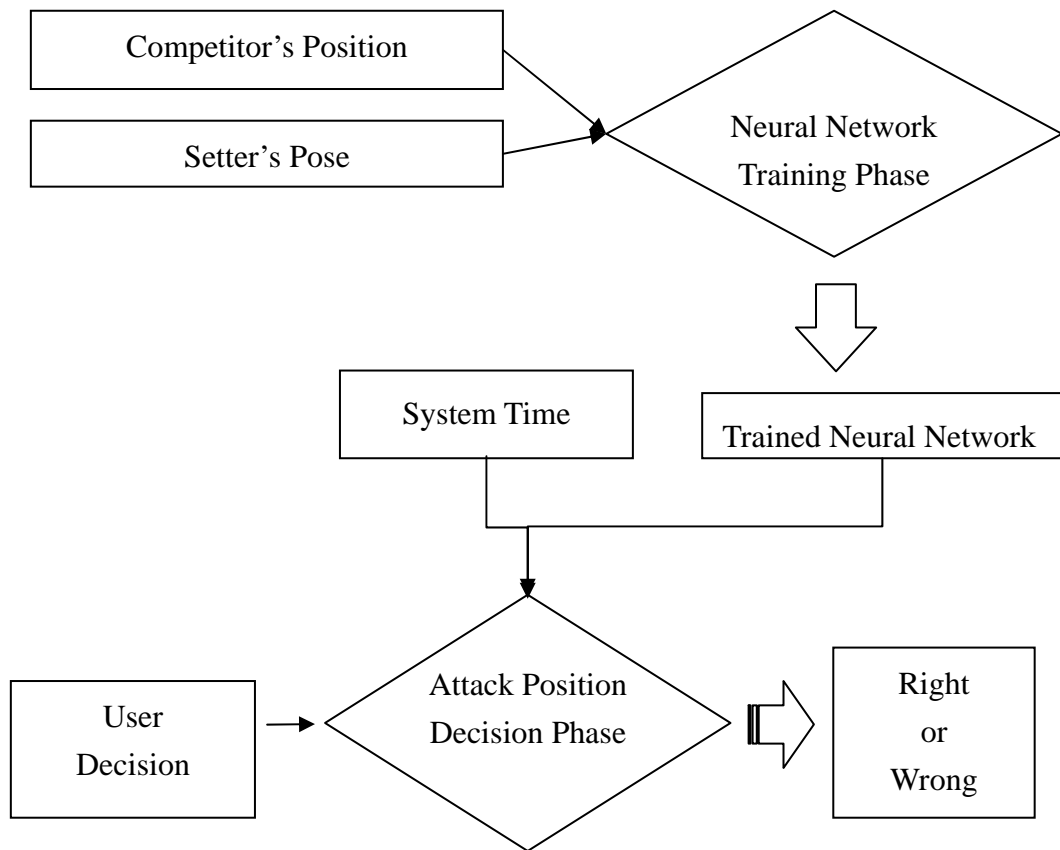 Competitor’s Position
Setter’s Pose
Neural Network
Training Phase
System Time
Trained Neural Network
User
Decision
Attack Position
Decision Phase
Right
or
Wrong